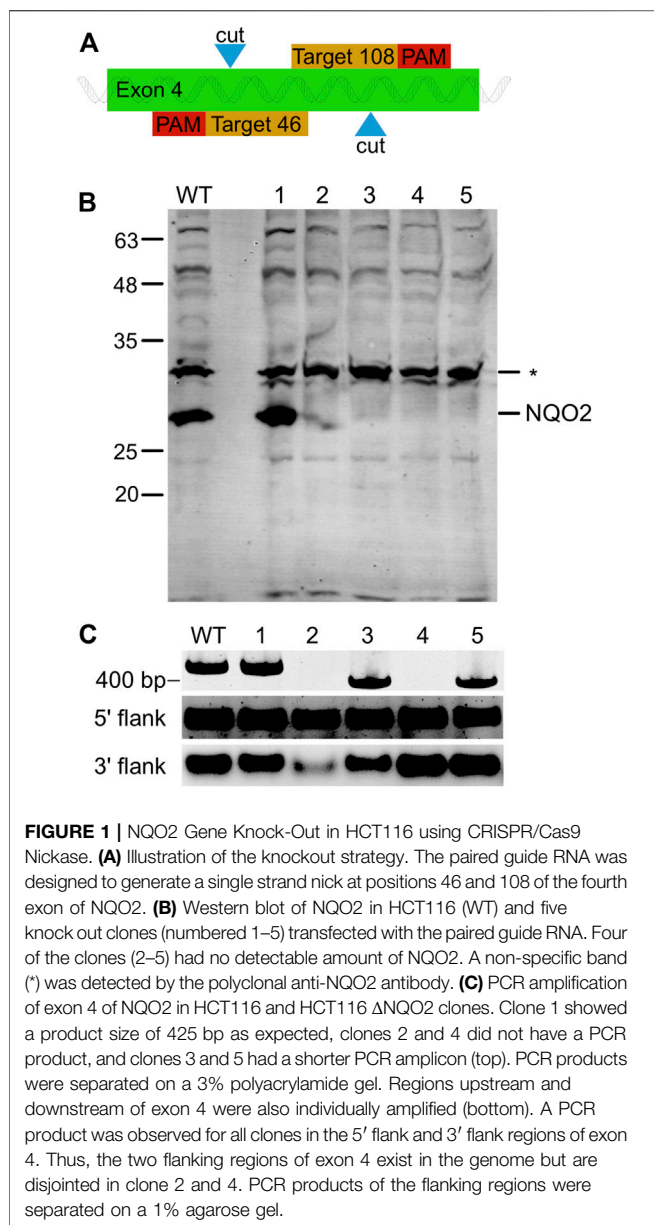 A
cut
Target 108 PAM
Exon 4
PAM Target 46
cut
B
WT 1 2 3 4 5
63
48
35
*
NQO2
25
20
C
WT 1 2 3 4 5
400 bp
5' flank
3' flank
FIGURE 1 | NQO2 Gene Knock-Out in HCT116 using CRISPR/Cas9
Nickase. (A) Illustration of the knockout strategy. The paired guide RNA was
designed to generate a single strand nick at positions 46 and 108 of the fourth
exon of NQO2. (B) Western blot of NQO2 in HCT116 (WT) and five
knock out clones (numbered 1–5) transfected with the paired guide RNA. Four
of the clones (2–5) had no detectable amount of NQO2. A non-specific band
(*) was detected by the polyclonal anti-NQO2 antibody. (C) PCR amplification
of exon 4 of NQO2 in HCT116 and HCT116 ΔNQO2 clones. Clone 1 showed
a product size of 425 bp as expected, clones 2 and 4 did not have a PCR
product, and clones 3 and 5 had a shorter PCR amplicon (top). PCR products
were separated on a 3% polyacrylamide gel. Regions upstream and
downstream of exon 4 were also individually amplified (bottom). A PCR
product was observed for all clones in the 5′ flank and 3′ flank regions of exon
4. Thus, the two flanking regions of exon 4 exist in the genome but are
disjointed in clone 2 and 4. PCR products of the flanking regions were
separated on a 1% agarose gel.